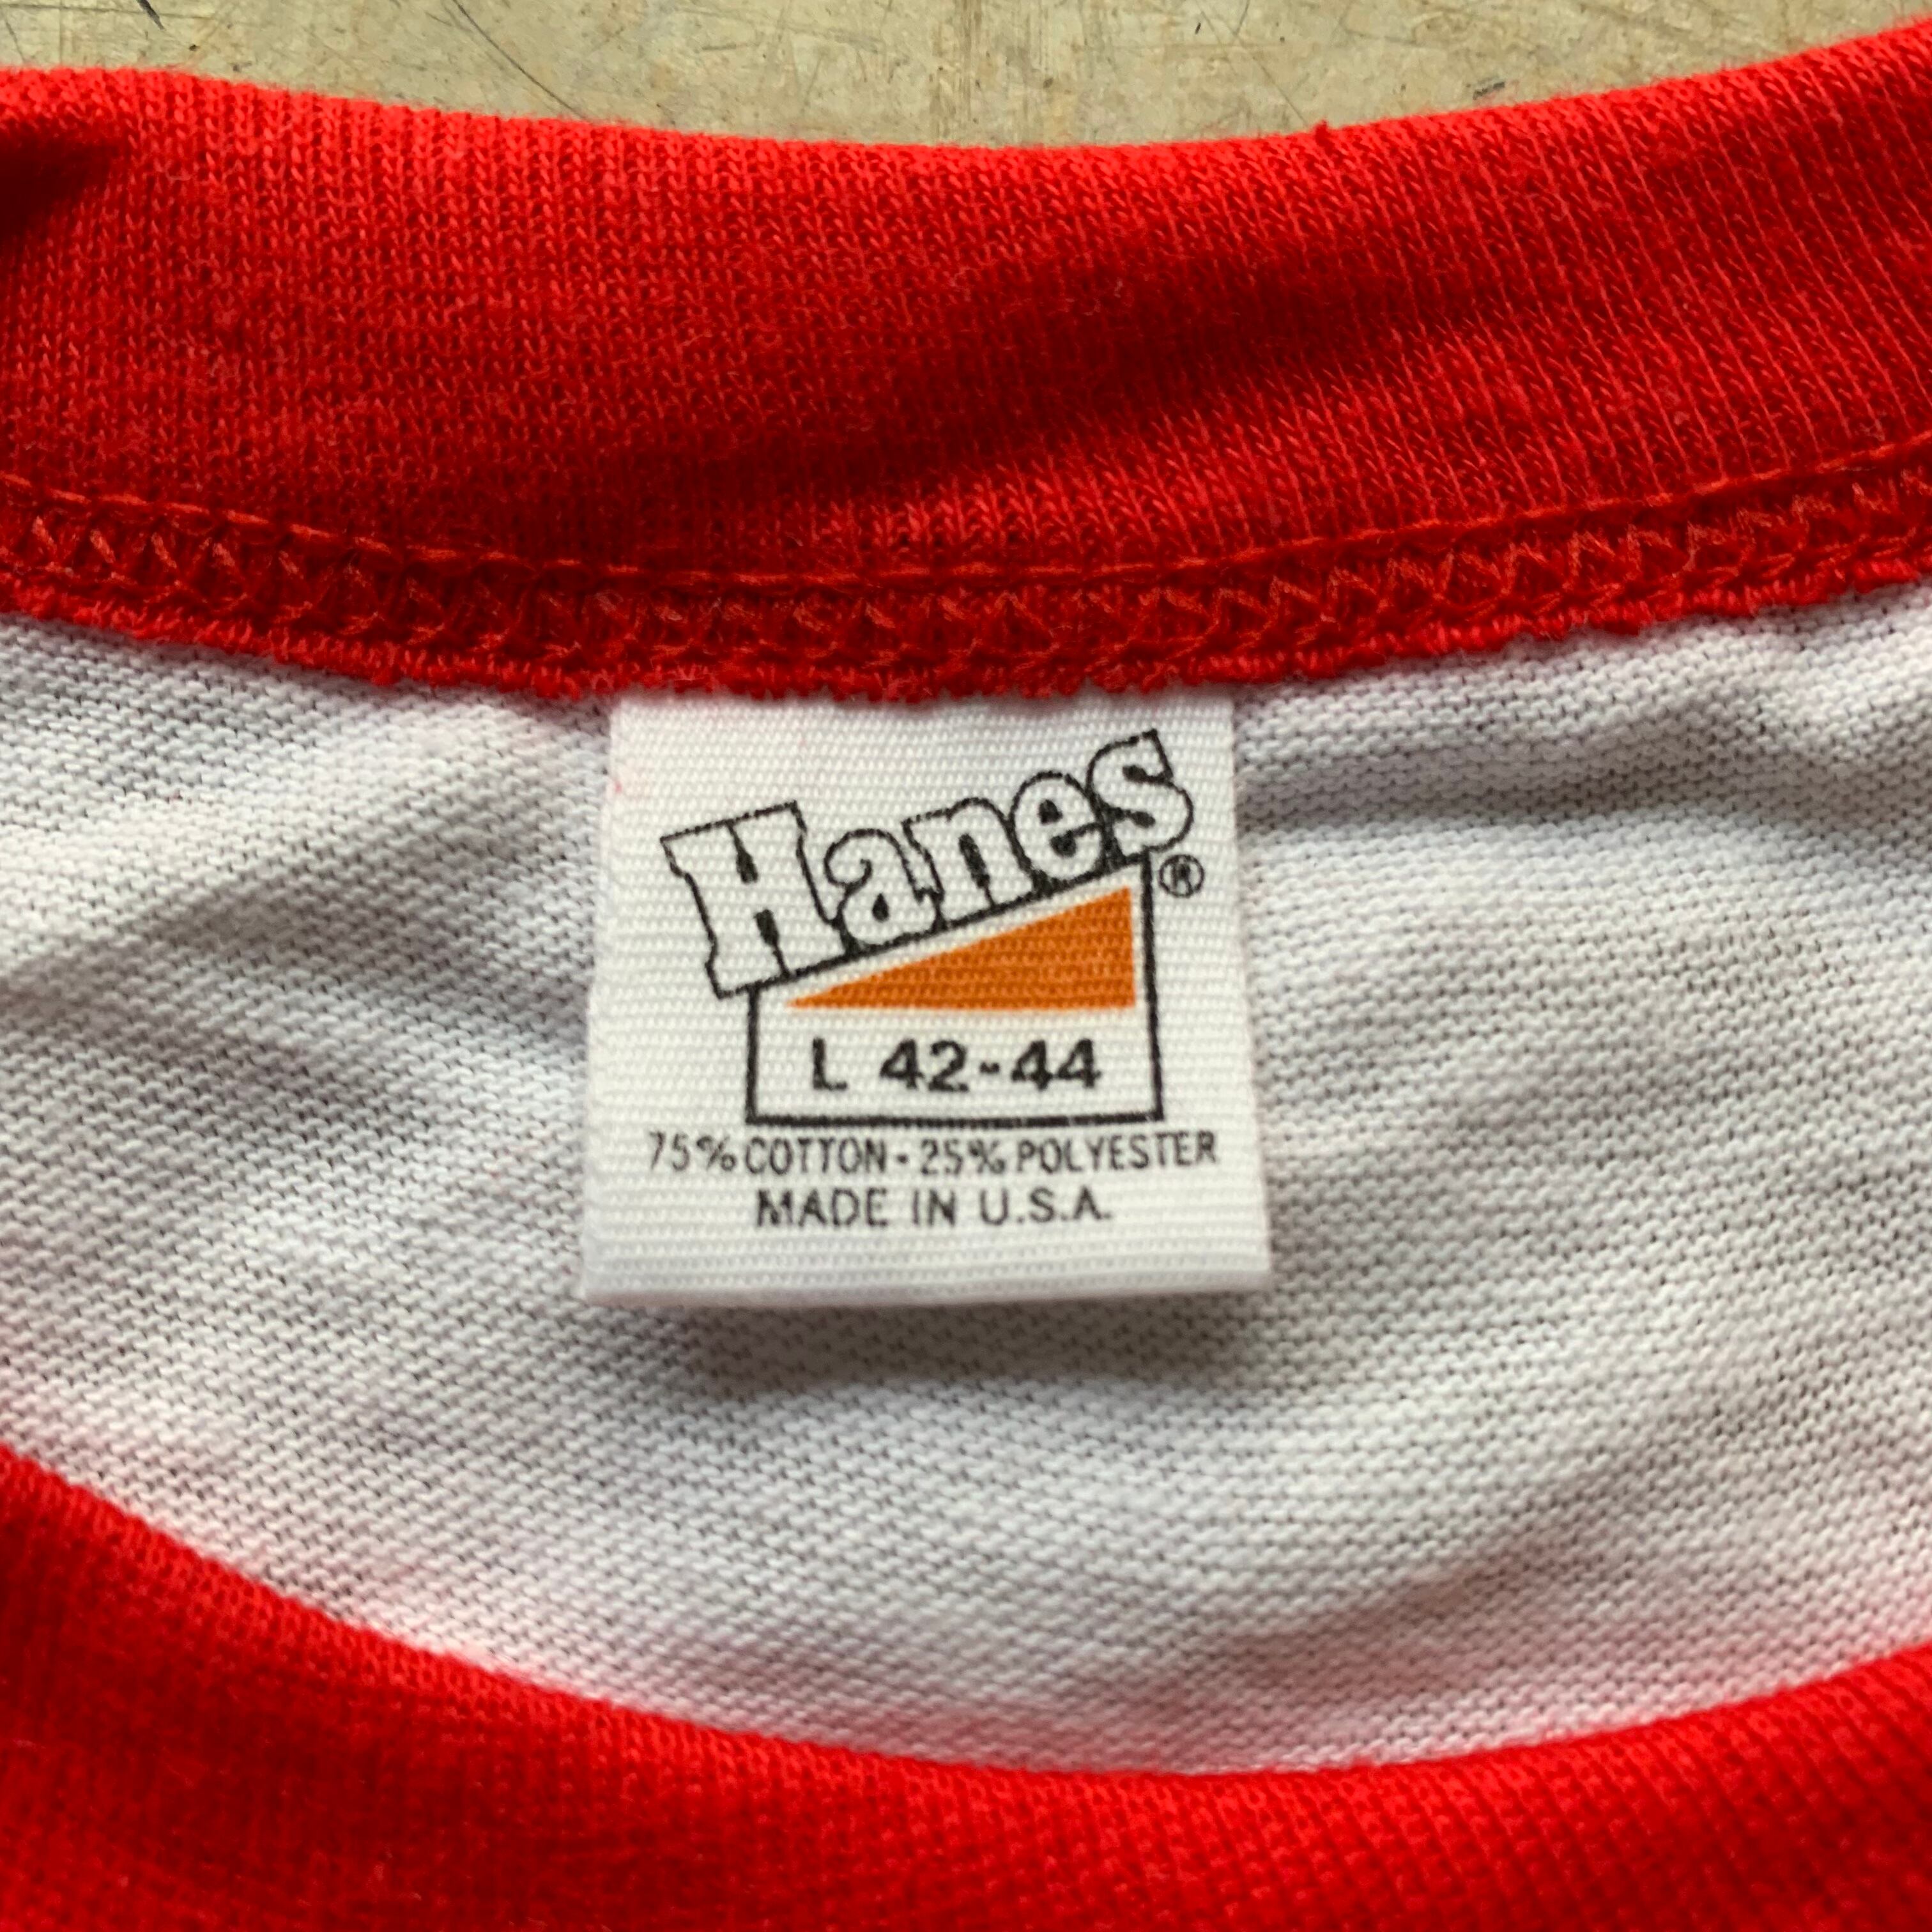 Hanes®
L 42-44
75% COTTON - 25% POLYESTER
MADE IN U.S.A.